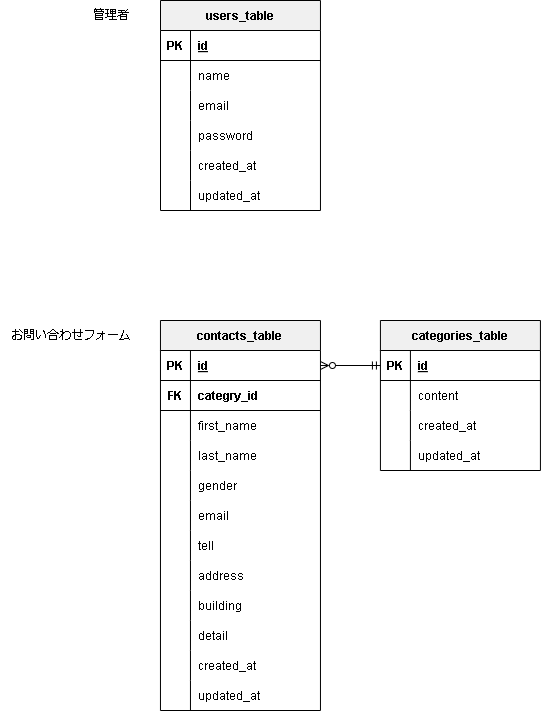 管理者
users_table
PK id
name
email
password
created_at
updated_at
お問い合わせフォーム
contacts_table
PK id
FK categry_id
first_name
last_name
gender
email
tell
address
building
detail
created_at
updated_at
categories_table
PK id
content
created_at
updated_at